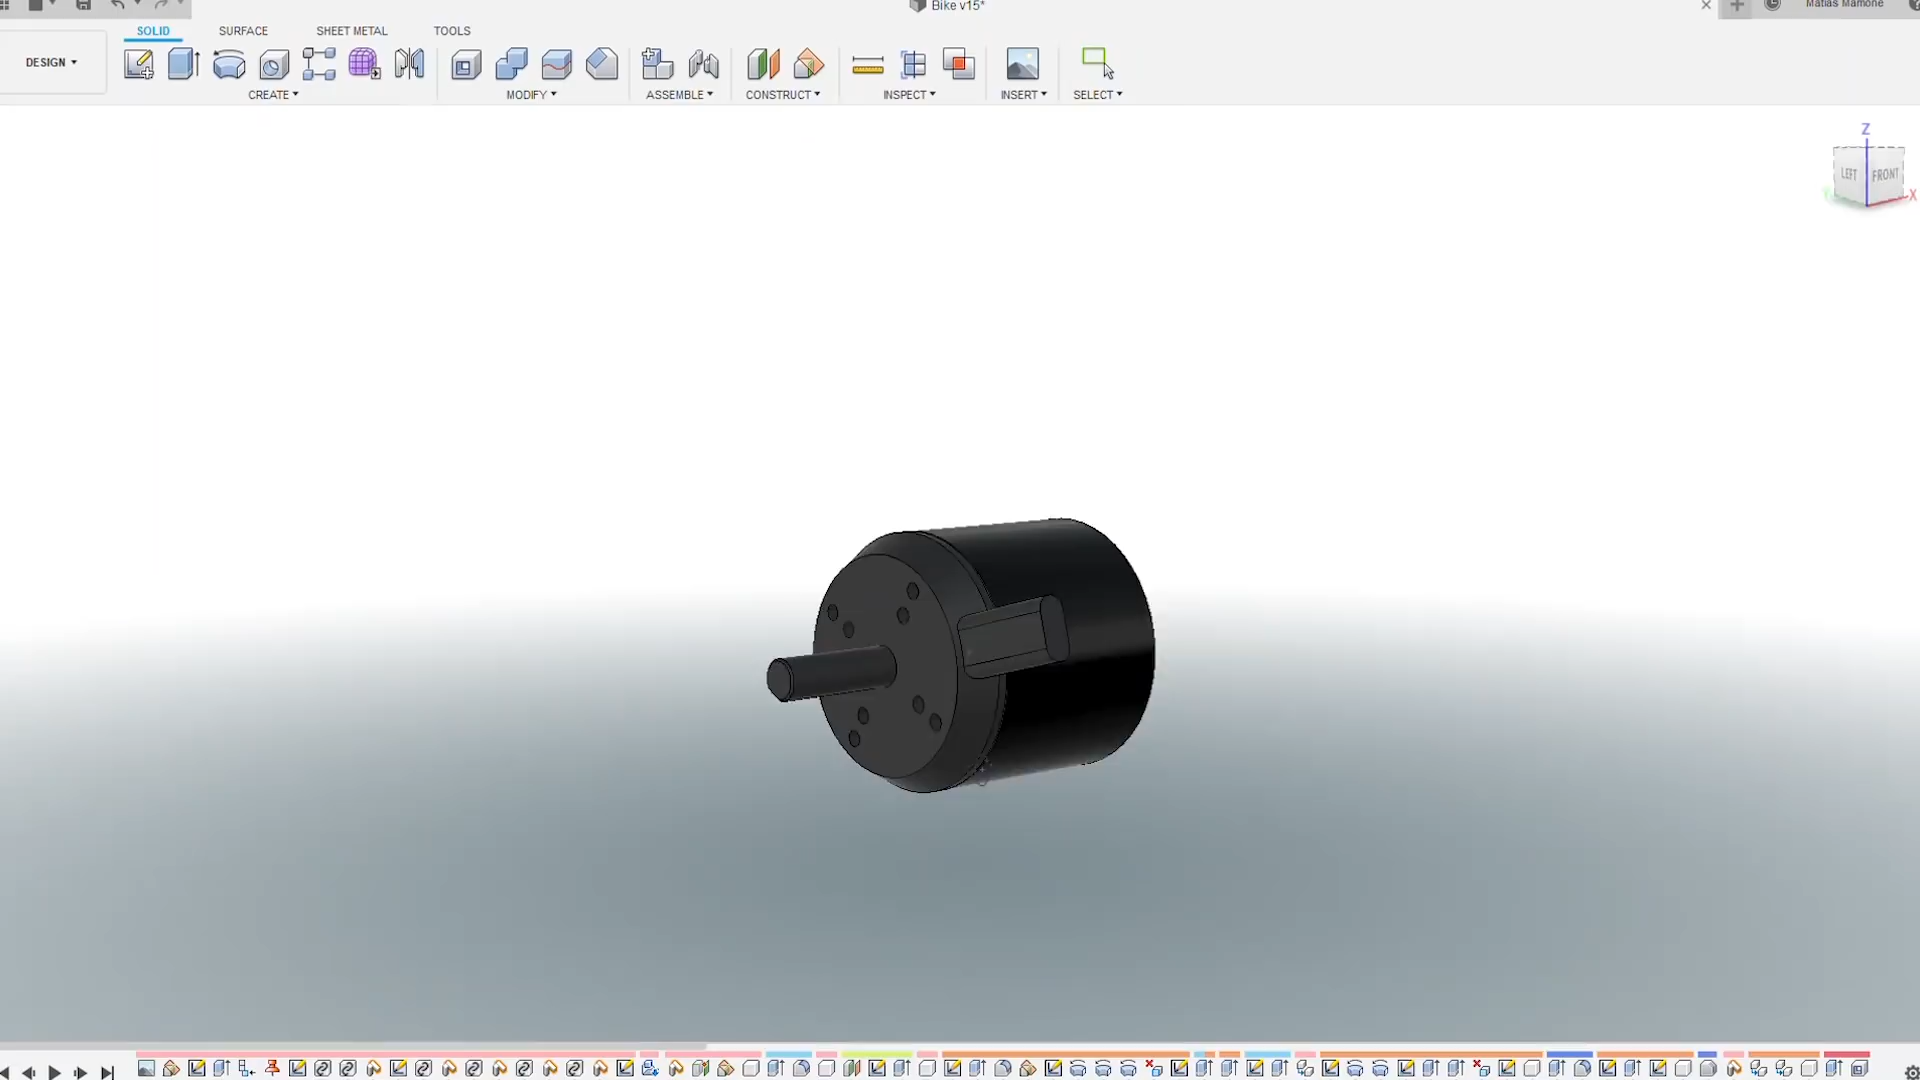 Bike v15*
Matias Mamone
SOLID SURFACE SHEET METAL TOOLS
DESIGN ▾
CREATE ▾ MODIFY ▾ ASSEMBLE ▾ CONSTRUCT ▾ INSPECT ▾ INSERT ▾ SELECT ▾
Z
LEFT FRONT
X